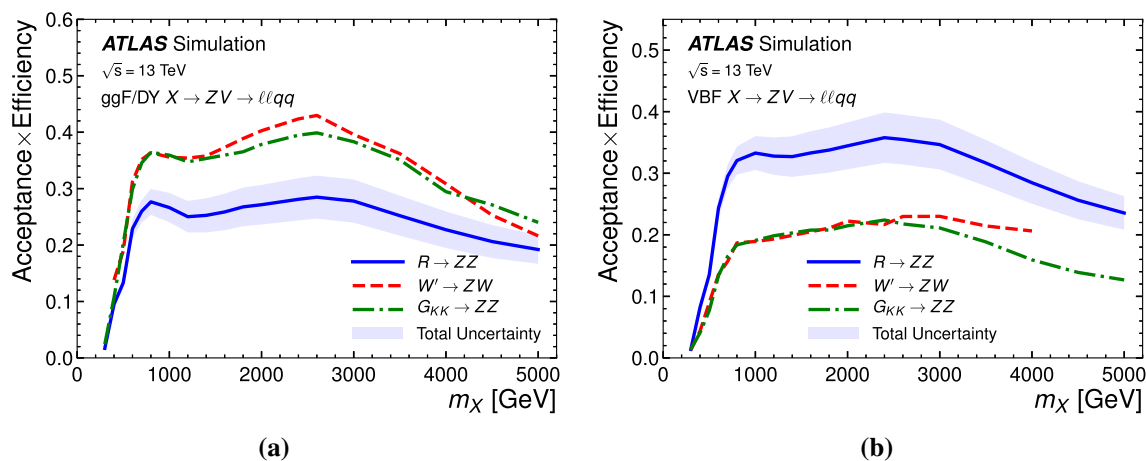 Acceptance×Efficiency
0.6
0.5
0.4
0.3
0.2
0.1
0.0
ATLAS Simulation
√s = 13 TeV
ggF/DY X → ZV → ℓℓqq
R → ZZ
W′ → ZW
G_KK → ZZ
Total Uncertainty
0 1000 2000 3000 4000 5000
m_X [GeV]
(a)
Acceptance×Efficiency
0.5
0.4
0.3
0.2
0.1
0.0
ATLAS Simulation
√s = 13 TeV
VBF X → ZV → ℓℓqq
R → ZZ
W′ → ZW
G_KK → ZZ
Total Uncertainty
0 1000 2000 3000 4000 5000
m_X [GeV]
(b)